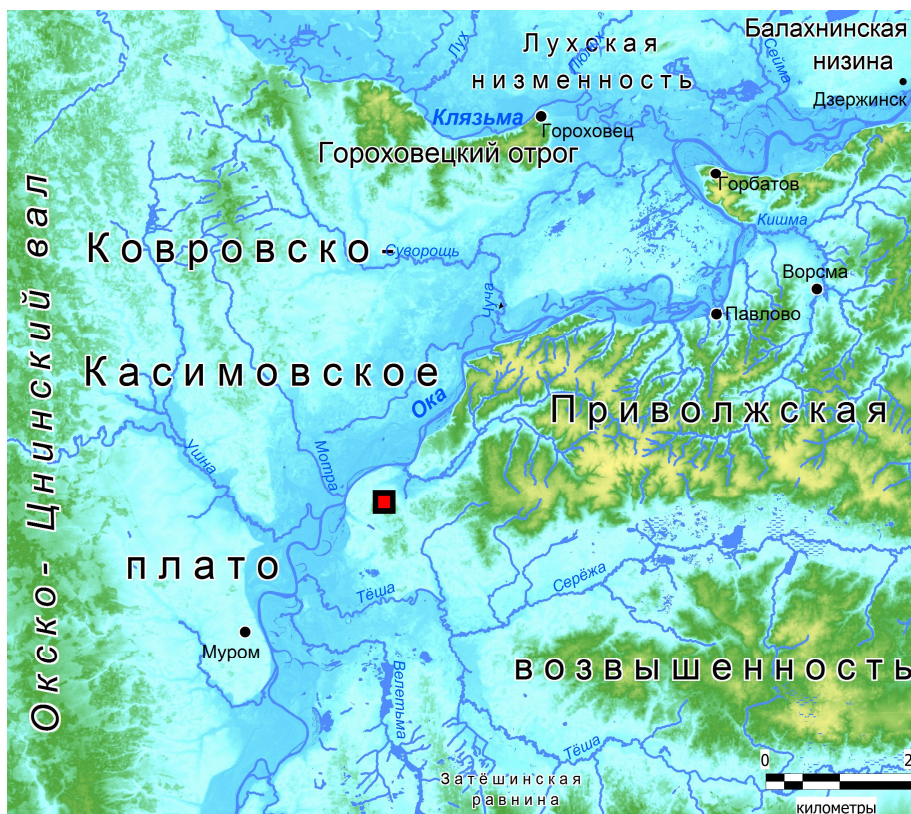 Балахнинская
низина
Дзержинск
Лухская
низменность
Лух
Люлех
Сейма
Клязьма
Гороховец
Гороховецкий отрог
Горбатов
Кишма
Ковровско-
Суворощь
Ворсма
Чуча
Павлово
Касимовское
Ока
Приволжская
Окско- Цнинский вал
Ушна
Мотра
плато
Тёша
Серёжа
Муром
возвышенность
Велетьма
Тёша
Затёшинская
равнина
0
2
километры